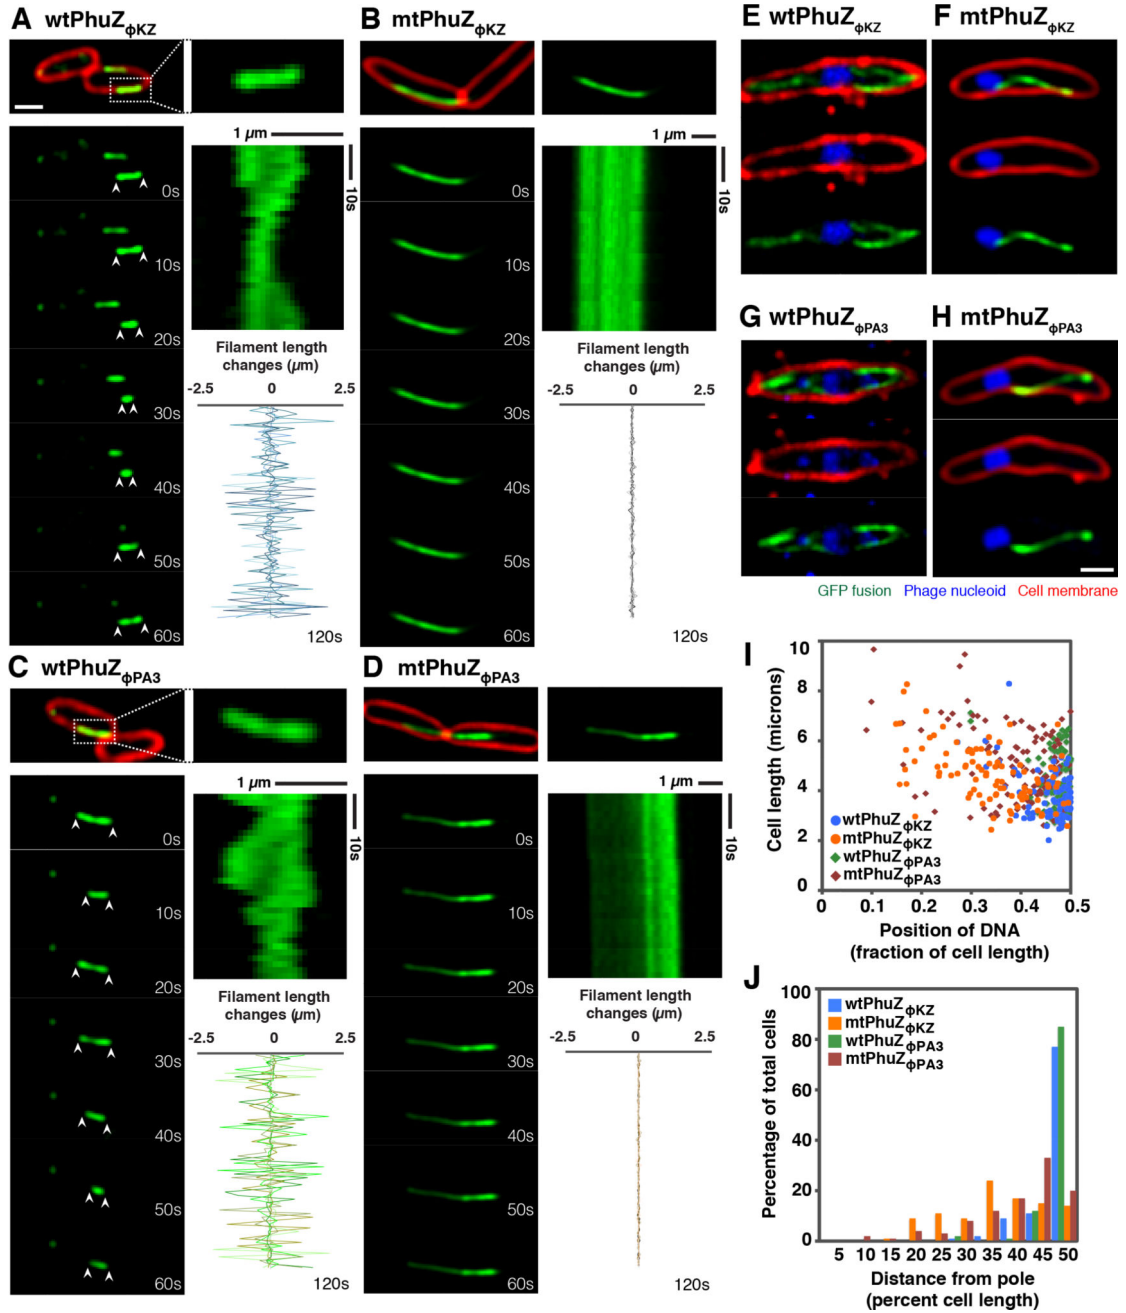 A wtPhuZϕKZ
B mtPhuZϕKZ
1 µm
10s
0s
10s
20s
30s
40s
50s
60s
Filament length
changes (µm)
-2.5 0 2.5
120s
1 µm
10s
0s
10s
20s
30s
40s
50s
60s
Filament length
changes (µm)
-2.5 0 2.5
120s
C wtPhuZϕPA3
D mtPhuZϕPA3
1 µm
10s
0s
10s
20s
30s
40s
50s
60s
Filament length
changes (µm)
-2.5 0 2.5
120s
1 µm
10s
0s
10s
20s
30s
40s
50s
60s
Filament length
changes (µm)
-2.5 0 2.5
120s
E wtPhuZϕKZ
F mtPhuZϕKZ
G wtPhuZϕPA3
H mtPhuZϕPA3
GFP fusion Phage nucleoid Cell membrane
I
Cell length (microns)
10
8
6
4
2
0
wtPhuZϕKZ
mtPhuZϕKZ
wtPhuZϕPA3
mtPhuZϕPA3
0 0.1 0.2 0.3 0.4 0.5
Position of DNA
(fraction of cell length)
J
Percentage of total cells
100
80
60
40
20
0
wtPhuZϕKZ
mtPhuZϕKZ
wtPhuZϕPA3
mtPhuZϕPA3
5 10 15 20 25 30 35 40 45 50
Distance from pole
(percent cell length)